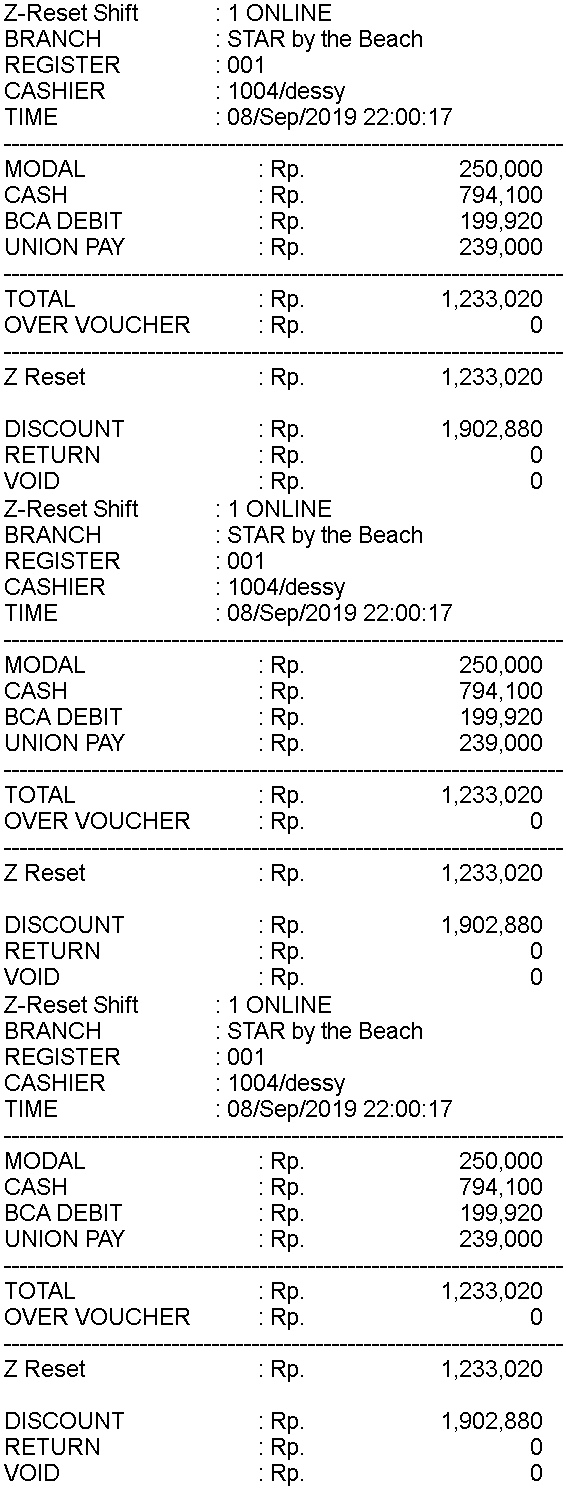 Z-Reset Shift : 1 ONLINE
BRANCH : STAR by the Beach
REGISTER : 001
CASHIER : 1004/dessy
TIME : 08/Sep/2019 22:00:17
--------------------------------------------------------------------------------
MODAL : Rp. 250,000
CASH : Rp. 794,100
BCA DEBIT : Rp. 199,920
UNION PAY : Rp. 239,000
--------------------------------------------------------------------------------
TOTAL : Rp. 1,233,020
OVER VOUCHER : Rp. 0
--------------------------------------------------------------------------------
Z Reset : Rp. 1,233,020
DISCOUNT : Rp. 1,902,880
RETURN : Rp. 0
VOID : Rp. 0
Z-Reset Shift : 1 ONLINE
BRANCH : STAR by the Beach
REGISTER : 001
CASHIER : 1004/dessy
TIME : 08/Sep/2019 22:00:17
--------------------------------------------------------------------------------
MODAL : Rp. 250,000
CASH : Rp. 794,100
BCA DEBIT : Rp. 199,920
UNION PAY : Rp. 239,000
--------------------------------------------------------------------------------
TOTAL : Rp. 1,233,020
OVER VOUCHER : Rp. 0
--------------------------------------------------------------------------------
Z Reset : Rp. 1,233,020
DISCOUNT : Rp. 1,902,880
RETURN : Rp. 0
VOID : Rp. 0
Z-Reset Shift : 1 ONLINE
BRANCH : STAR by the Beach
REGISTER : 001
CASHIER : 1004/dessy
TIME : 08/Sep/2019 22:00:17
--------------------------------------------------------------------------------
MODAL : Rp. 250,000
CASH : Rp. 794,100
BCA DEBIT : Rp. 199,920
UNION PAY : Rp. 239,000
--------------------------------------------------------------------------------
TOTAL : Rp. 1,233,020
OVER VOUCHER : Rp. 0
--------------------------------------------------------------------------------
Z Reset : Rp. 1,233,020
DISCOUNT : Rp. 1,902,880
RETURN : Rp. 0
VOID : Rp. 0